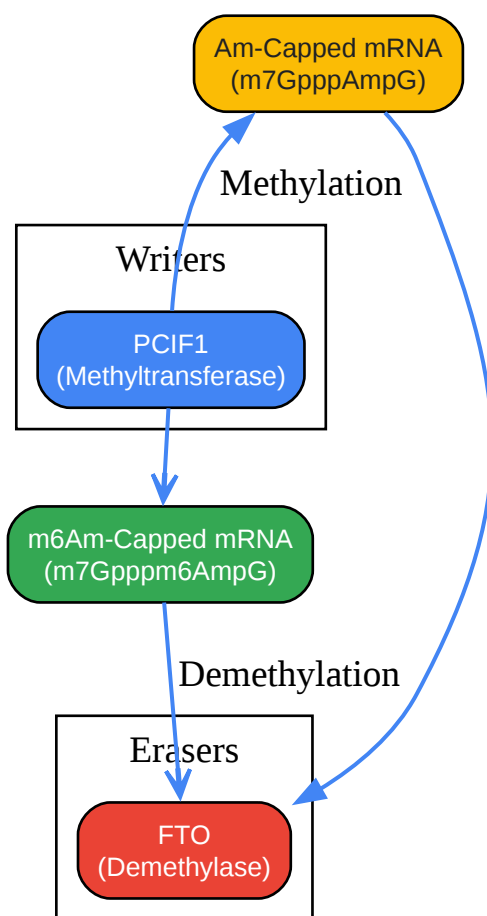 Am-Capped mRNA
(m7GpppAmpG)
Methylation
Writers
PCIF1
(Methyltransferase)
m6Am-Capped mRNA
(m7Gpppm6AmpG)
Demethylation
Erasers
FTO
(Demethylase)